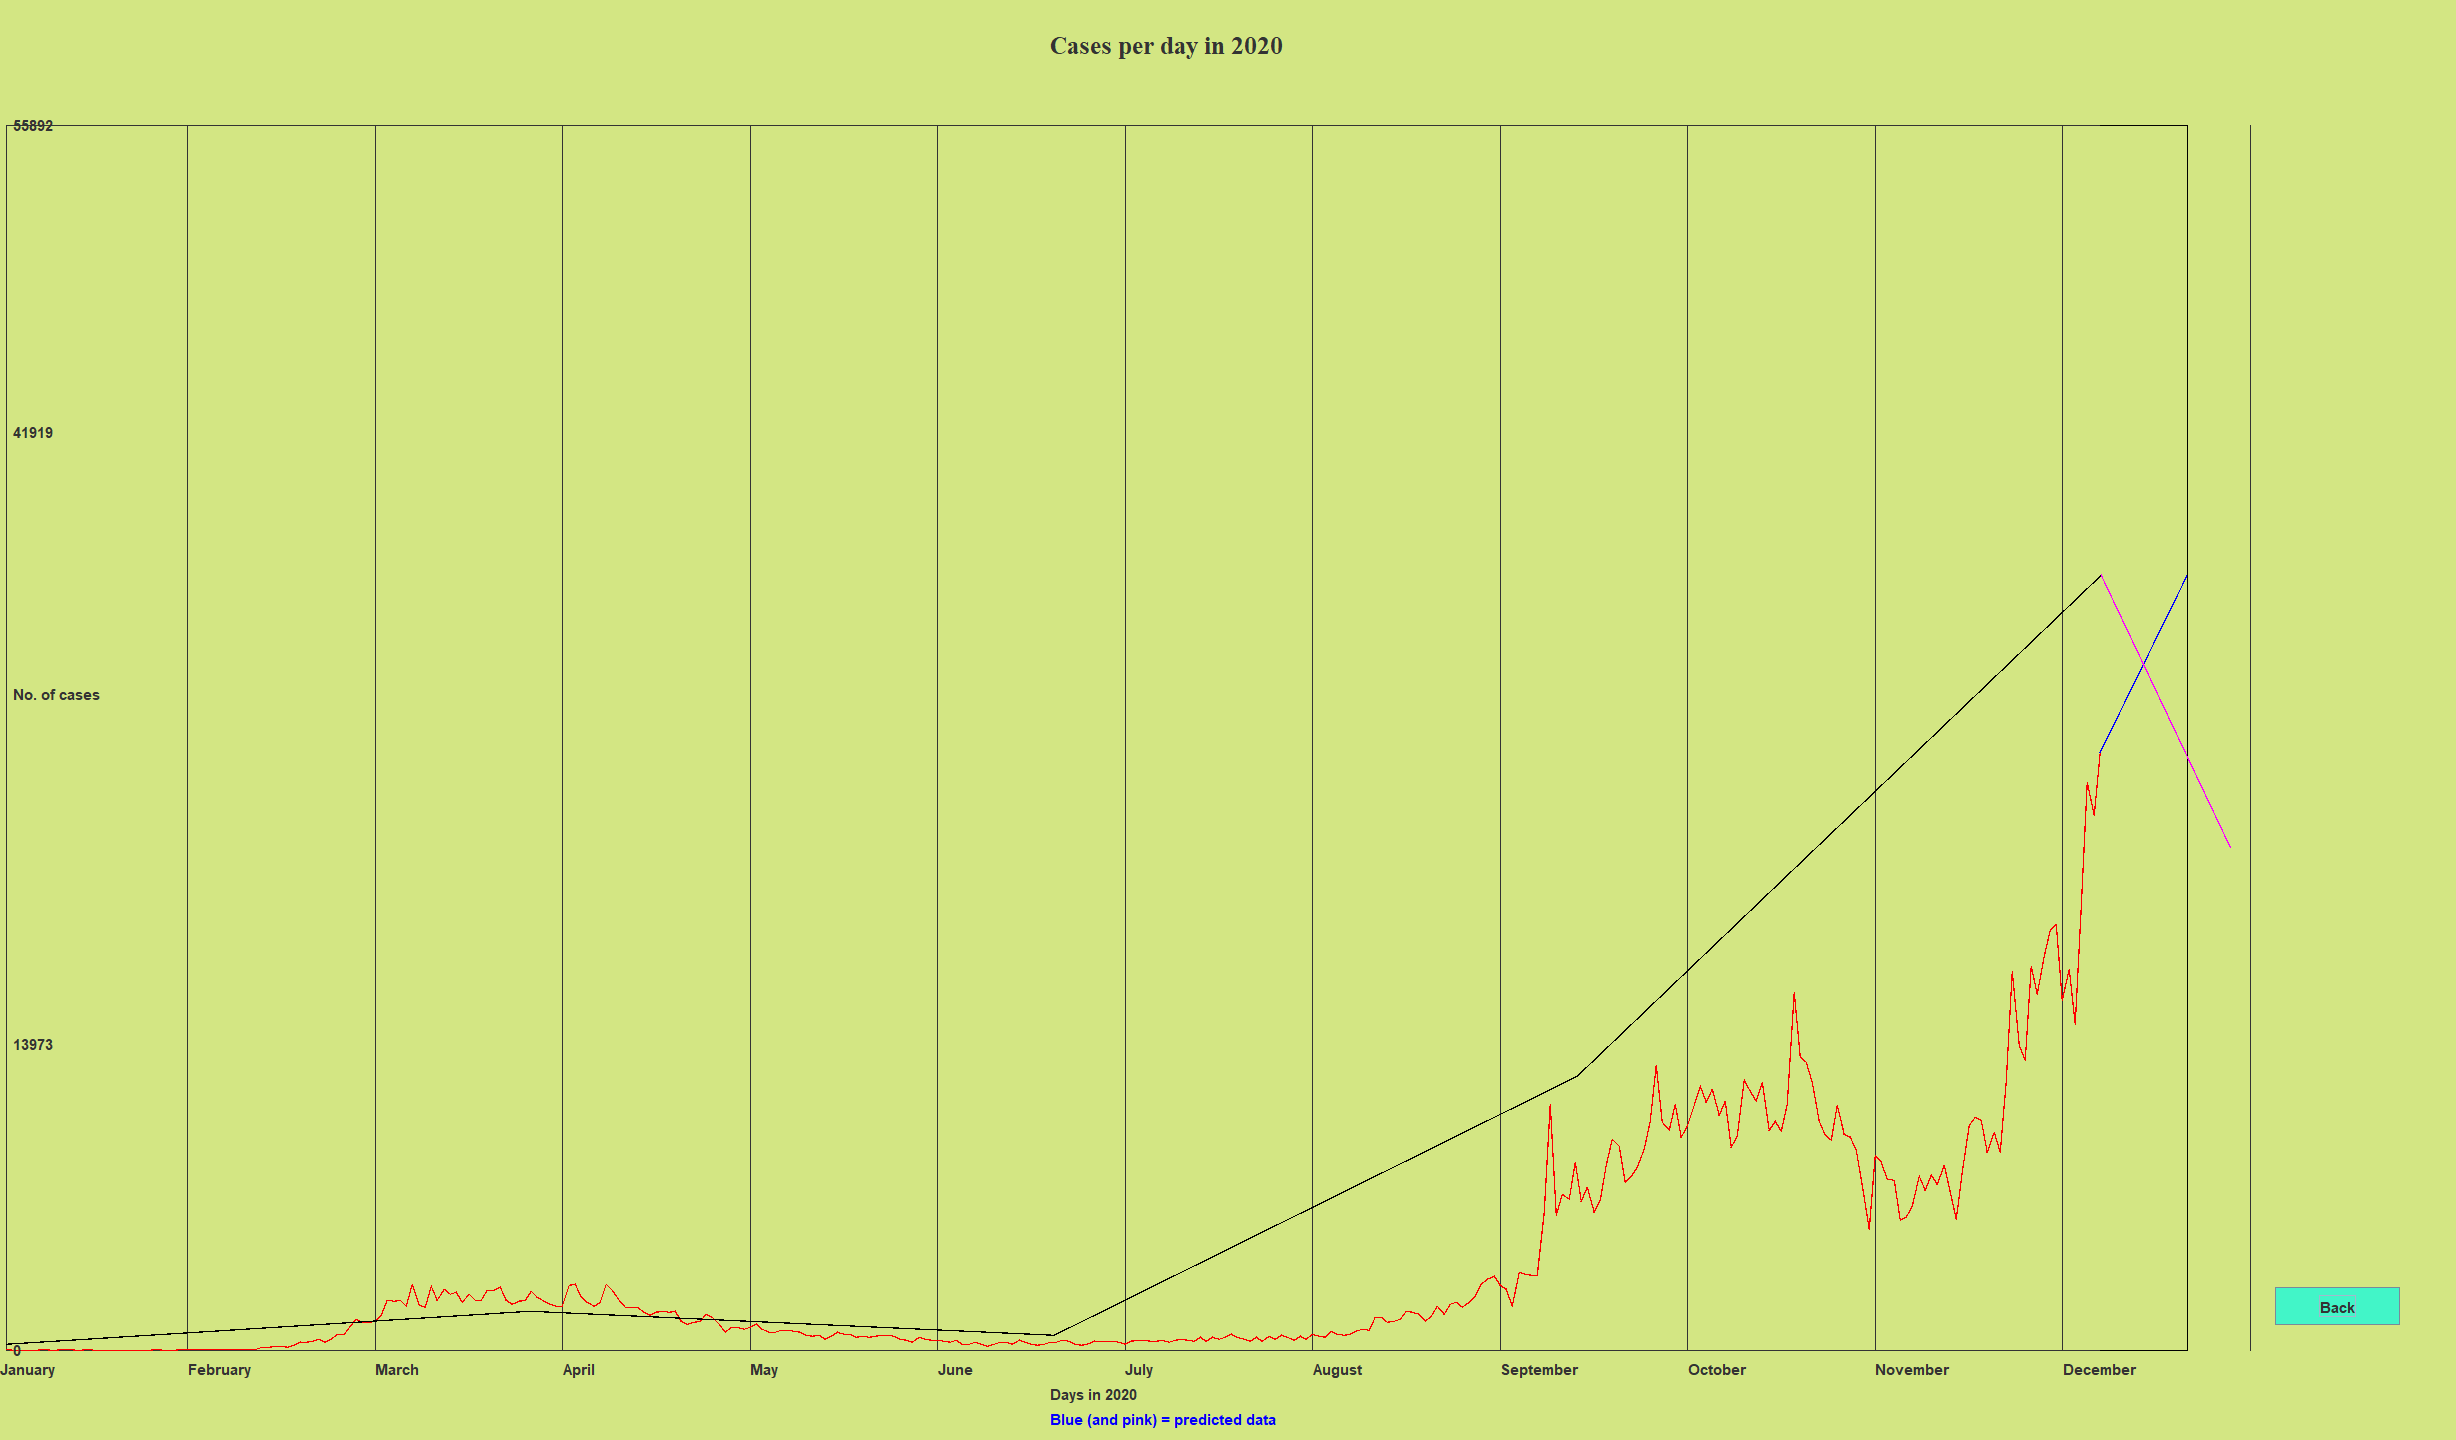 Cases per day in 2020
55892
41919
No. of cases
13973
0
Back
January February March April May June July August September October November December
Days in 2020
Blue (and pink) = predicted data